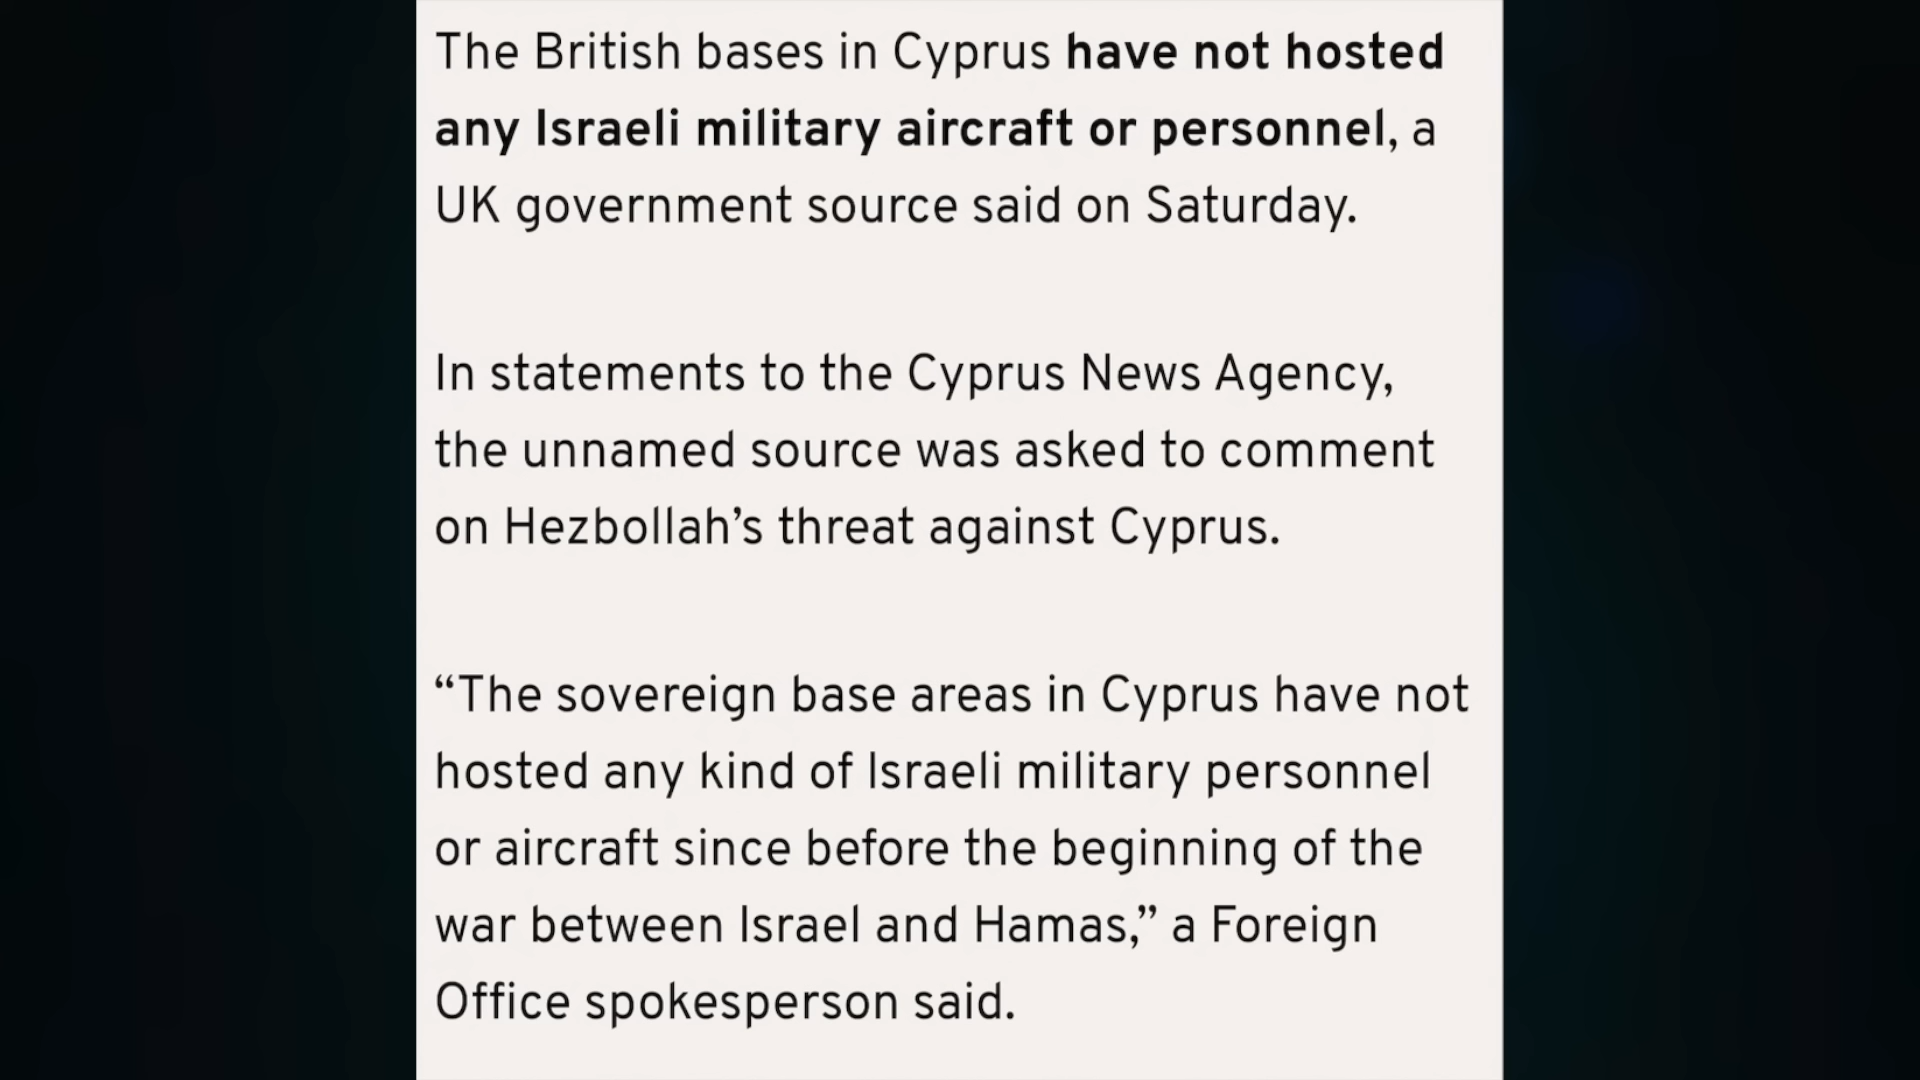 The British bases in Cyprus have not hosted
any Israeli military aircraft or personnel, a
UK government source said on Saturday.
In statements to the Cyprus News Agency,
the unnamed source was asked to comment
on Hezbollah’s threat against Cyprus.
“The sovereign base areas in Cyprus have not
hosted any kind of Israeli military personnel
or aircraft since before the beginning of the
war between Israel and Hamas,” a Foreign
Office spokesperson said.